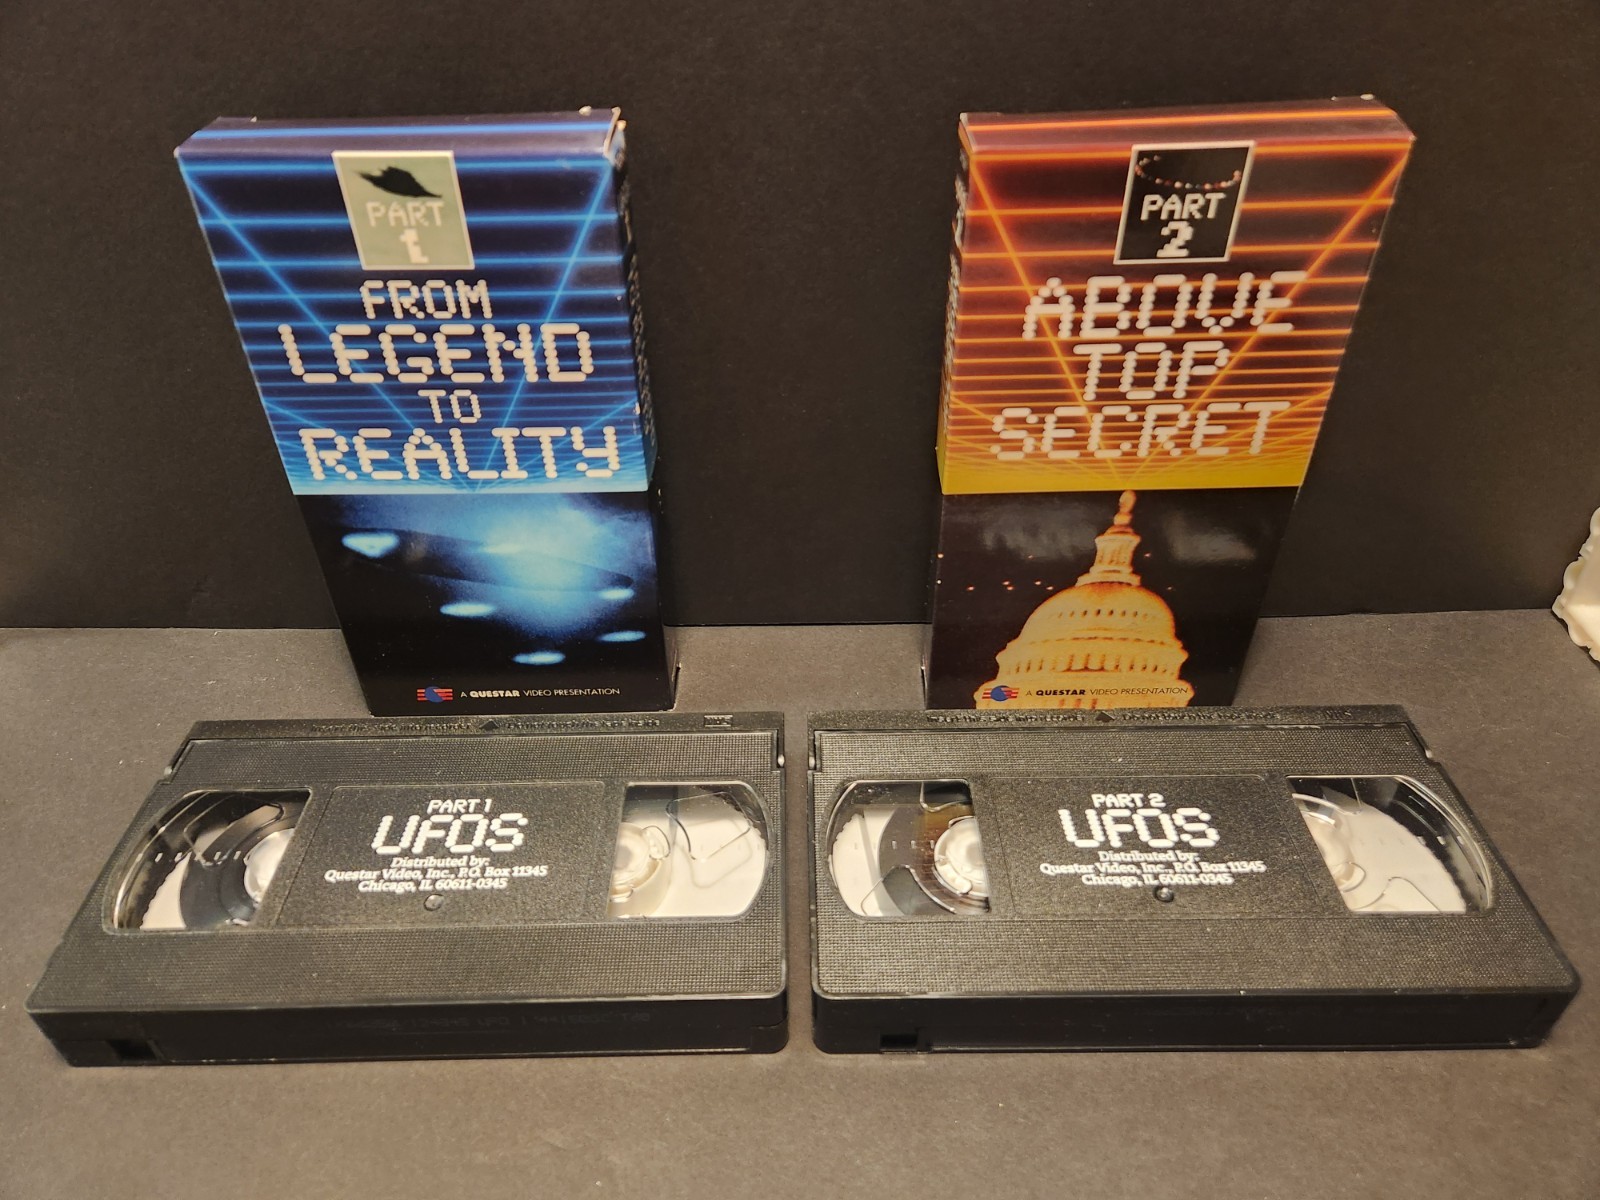 PART
1
FROM
LEGEND
TO
REALITY
A QUESTAR VIDEO PRESENTATION
PART
2
ABOVE
TOP
SECRET
A QUESTAR VIDEO PRESENTATION
PART 1
UFOS
Distributed by:
Questar Video, Inc., P.O. Box 11345
Chicago, IL 60611-0345
PART 2
UFOS
Distributed by:
Questar Video, Inc., P.O. Box 11345
Chicago, IL 60611-0345